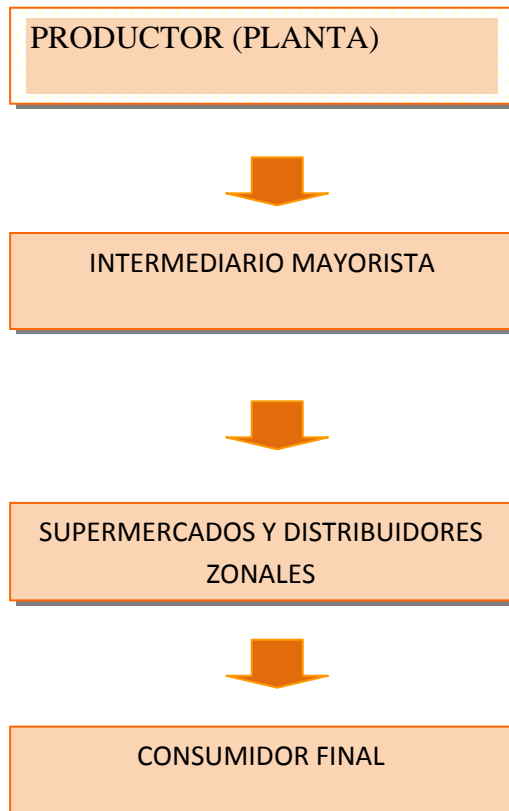 PRODUCTOR (PLANTA)
INTERMEDIARIO MAYORISTA
SUPERMERCADOS Y DISTRIBUIDORES
ZONALES
CONSUMIDOR FINAL